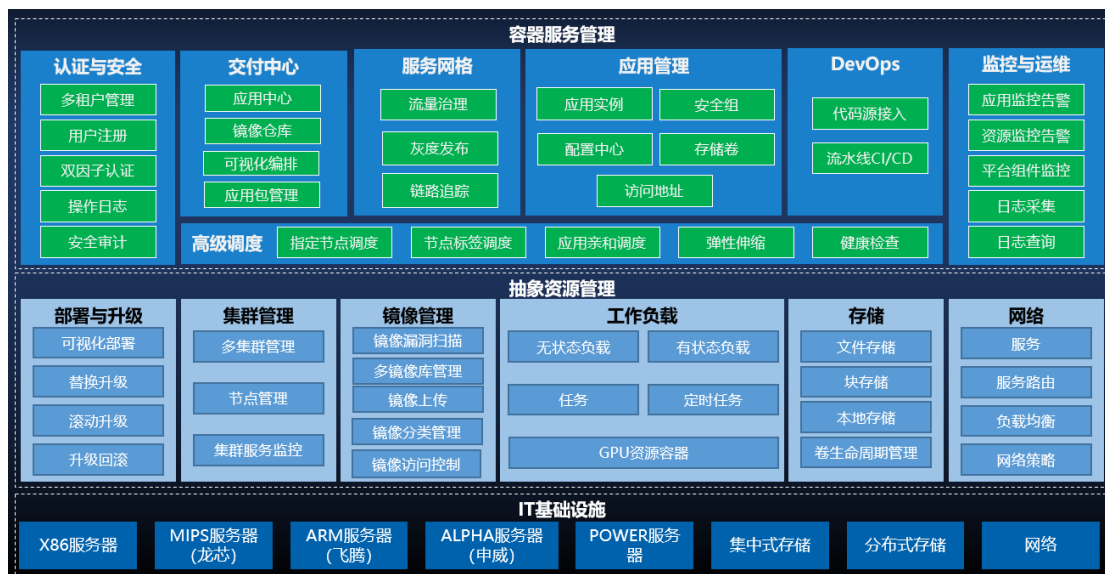 容器服务管理
认证与安全
多租户管理
用户注册
双因子认证
操作日志
安全审计
交付中心
应用中心
镜像仓库
可视化编排
应用包管理
服务网格
流量治理
灰度发布
链路追踪
应用管理
应用实例
安全组
配置中心
存储卷
访问地址
DevOps
代码源接入
流水线CI/CD
监控与运维
应用监控告警
资源监控告警
平台组件监控
日志采集
日志查询
高级调度
指定节点调度
节点标签调度
应用亲和调度
弹性伸缩
健康检查
抽象资源管理
部署与升级
可视化部署
替换升级
滚动升级
升级回滚
集群管理
多集群管理
节点管理
集群服务监控
镜像管理
镜像漏洞扫描
多镜像库管理
镜像上传
镜像分类管理
镜像访问控制
工作负载
无状态负载
有状态负载
任务
定时任务
GPU资源容器
存储
文件存储
块存储
本地存储
卷生命周期管理
网络
服务
服务路由
负载均衡
网络策略
IT基础设施
X86服务器
MIPS服务器
(龙芯)
ARM服务器
(飞腾)
ALPHA服务器
(申威)
POWER服务
器
集中式存储
分布式存储
网络